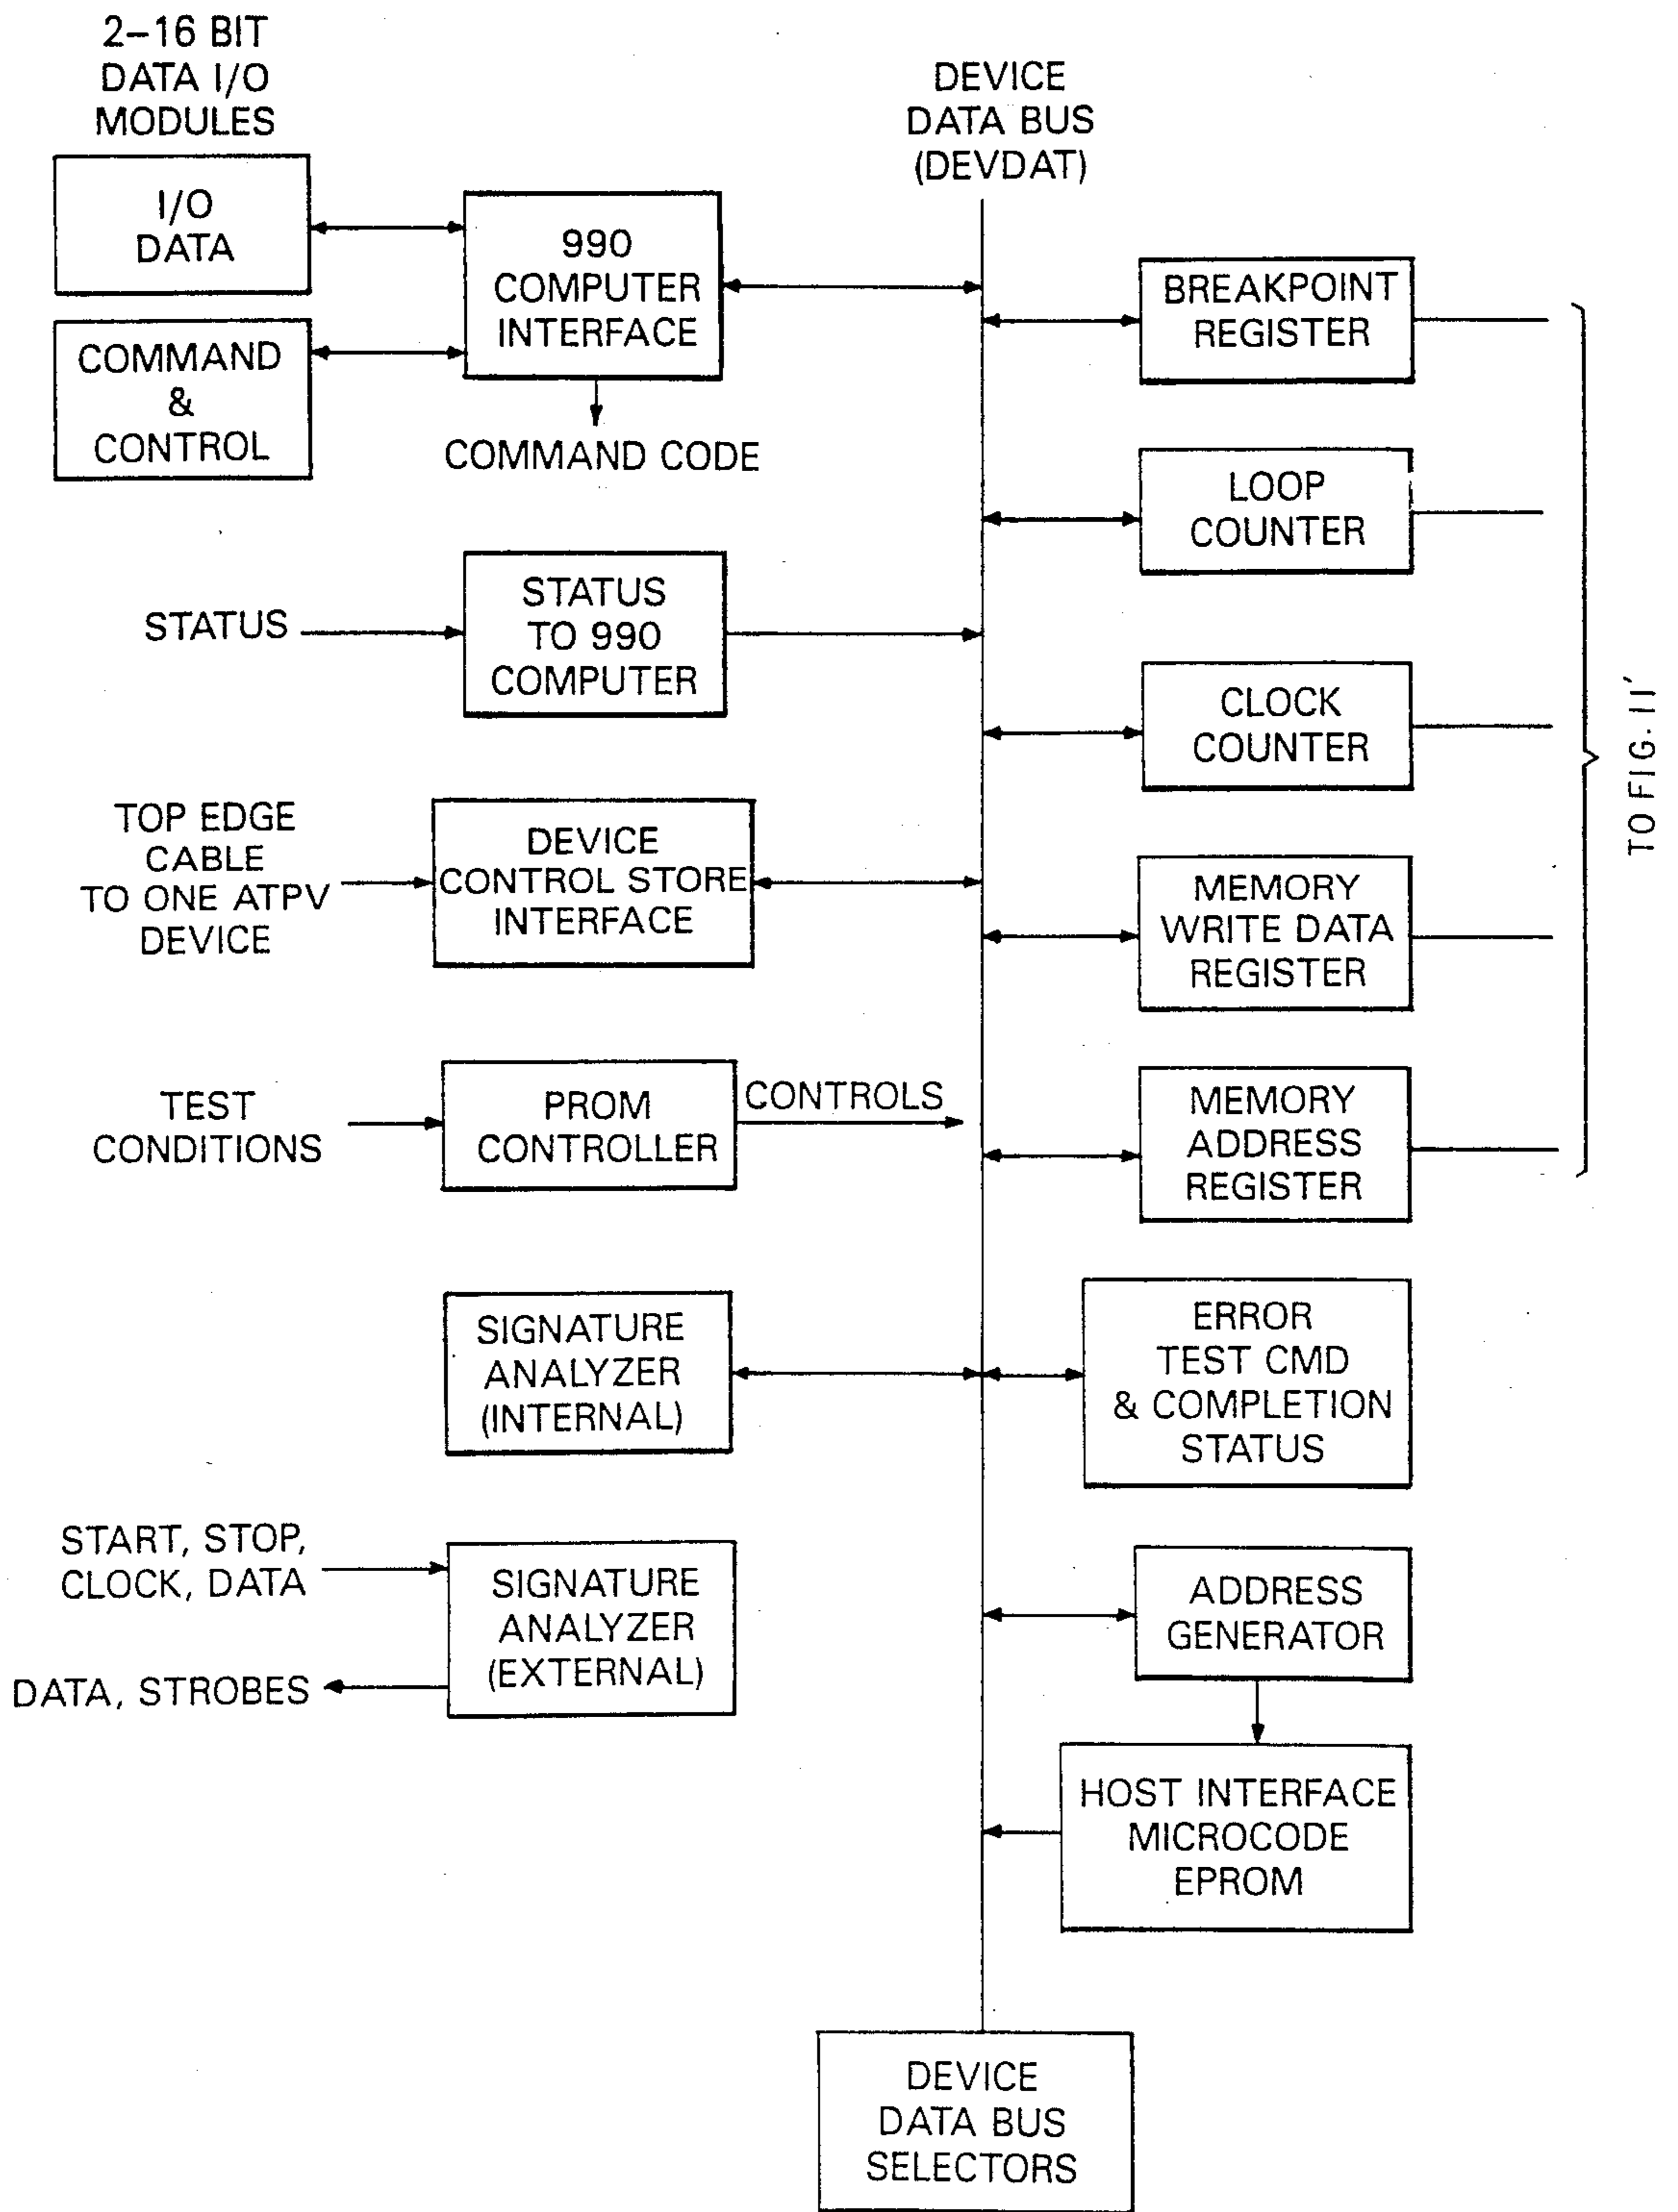 2-16 BIT
DATA I/O
MODULES
I/O
DATA
COMMAND
&
CONTROL
990
COMPUTER
INTERFACE
COMMAND CODE
DEVICE
DATA BUS
(DEVDAT)
BREAKPOINT
REGISTER
LOOP
COUNTER
STATUS
STATUS
TO 990
COMPUTER
CLOCK
COUNTER
TO FIG. 11'
TOP EDGE
CABLE
TO ONE ATPV
DEVICE
DEVICE
CONTROL STORE
INTERFACE
MEMORY
WRITE DATA
REGISTER
TEST
CONDITIONS
PROM
CONTROLLER
CONTROLS
MEMORY
ADDRESS
REGISTER
SIGNATURE
ANALYZER
(INTERNAL)
ERROR
TEST CMD
& COMPLETION
STATUS
START, STOP,
CLOCK, DATA
DATA, STROBES
SIGNATURE
ANALYZER
(EXTERNAL)
ADDRESS
GENERATOR
HOST INTERFACE
MICROCODE
EPROM
DEVICE
DATA BUS
SELECTORS